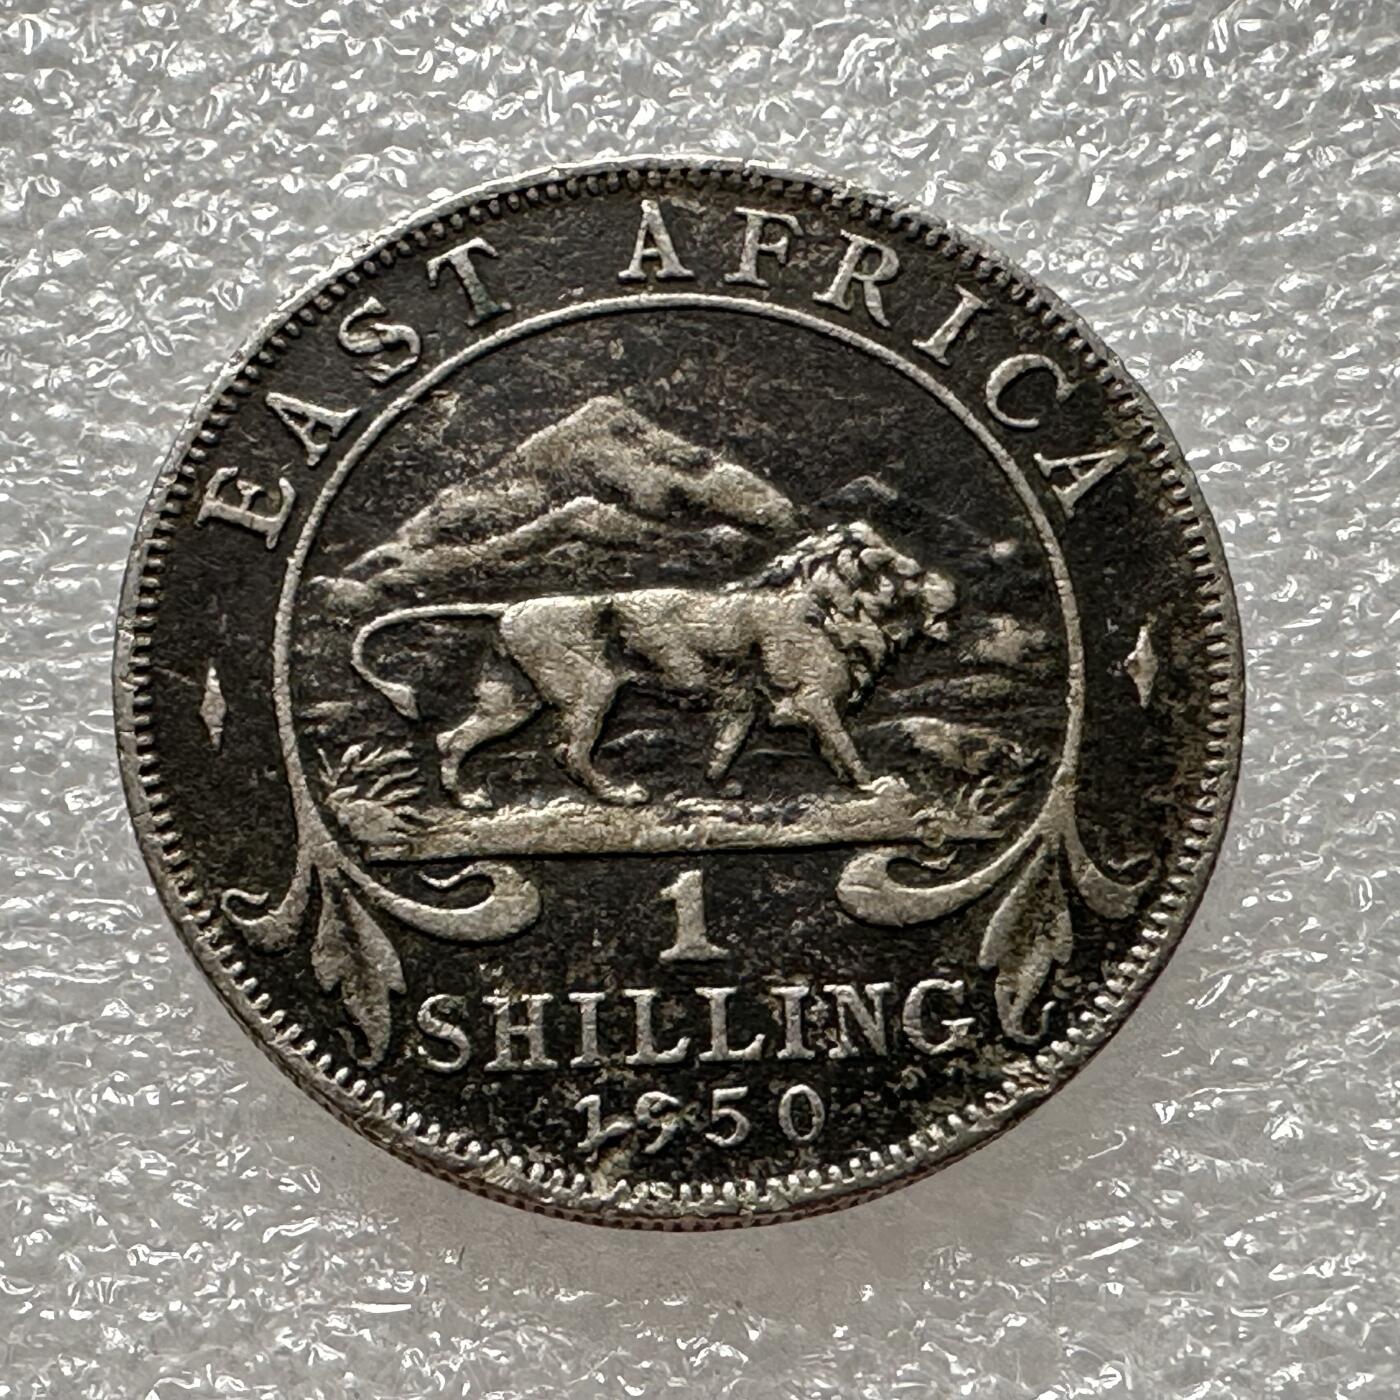 EAST AFRICA
1
SHILLING
1950